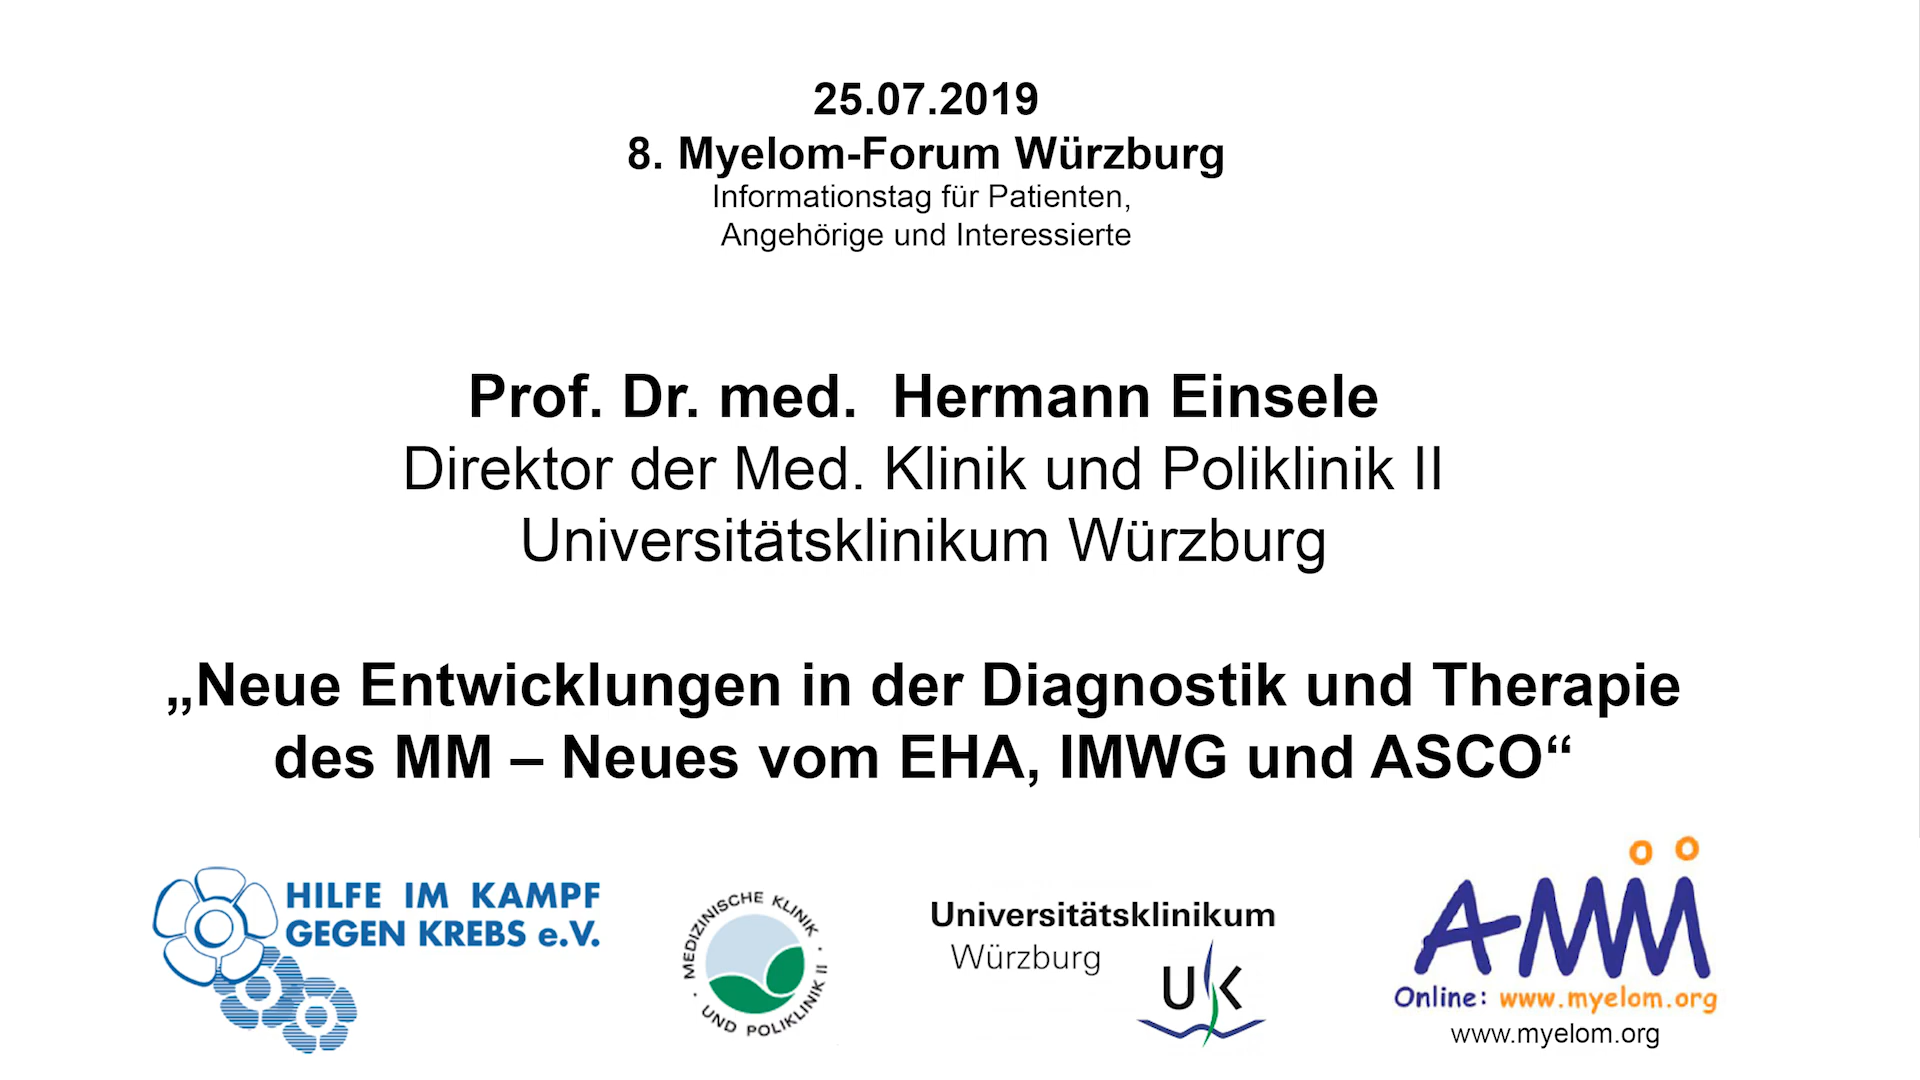 25.07.2019
8. Myelom-Forum Würzburg
Informationstag für Patienten,
Angehörige und Interessierte
Prof. Dr. med.  Hermann Einsele
Direktor der Med. Klinik und Poliklinik II
Universitätsklinikum Würzburg
„Neue Entwicklungen in der Diagnostik und Therapie
des MM – Neues vom EHA, IMWG und ASCO“
HILFE IM KAMPF
GEGEN KREBS e.V.
MEDIZINISCHE KLINIK
· UND POLIKLINIK II ·
Universitätsklinikum
Würzburg
UK
AMM
Online: www.myelom.org
www.myelom.org